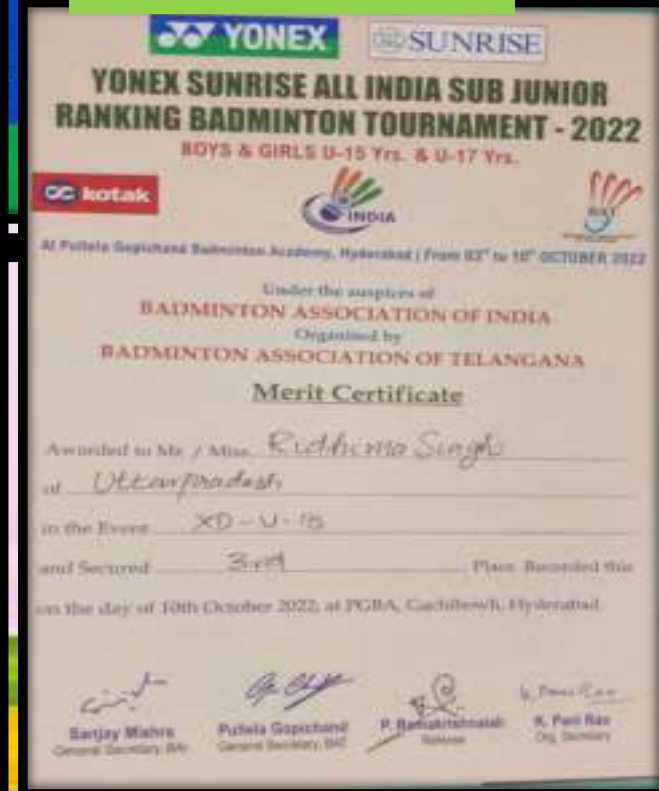 YONEX SUNRISE
YONEX SUNRISE ALL INDIA SUB JUNIOR
RANKING BADMINTON TOURNAMENT - 2022
BOYS & GIRLS U-15 Yrs. & U-17 Yrs.
kotak
INDIA
BAT
At Pullela Gopichand Badminton Academy, Hyderabad | From 03rd to 10th OCTOBER 2022
Under the auspices of
BADMINTON ASSOCIATION OF INDIA
Organised by
BADMINTON ASSOCIATION OF TELANGANA
Merit Certificate
Awarded to Mr. / Miss Ridhima Singh
of Uttarpradesh
in the Event XD-U-15
and Secured 3rd Place. Recorded this
on the day of 10th October 2022, at PGBA, Gachibowli, Hyderabad.
Sanjay Mishra
General Secretary, BAI
Pullela Gopichand
General Secretary, BAT
P. Ramakrishnaiah
Referee
K. Pani Rao
Org. Secretary